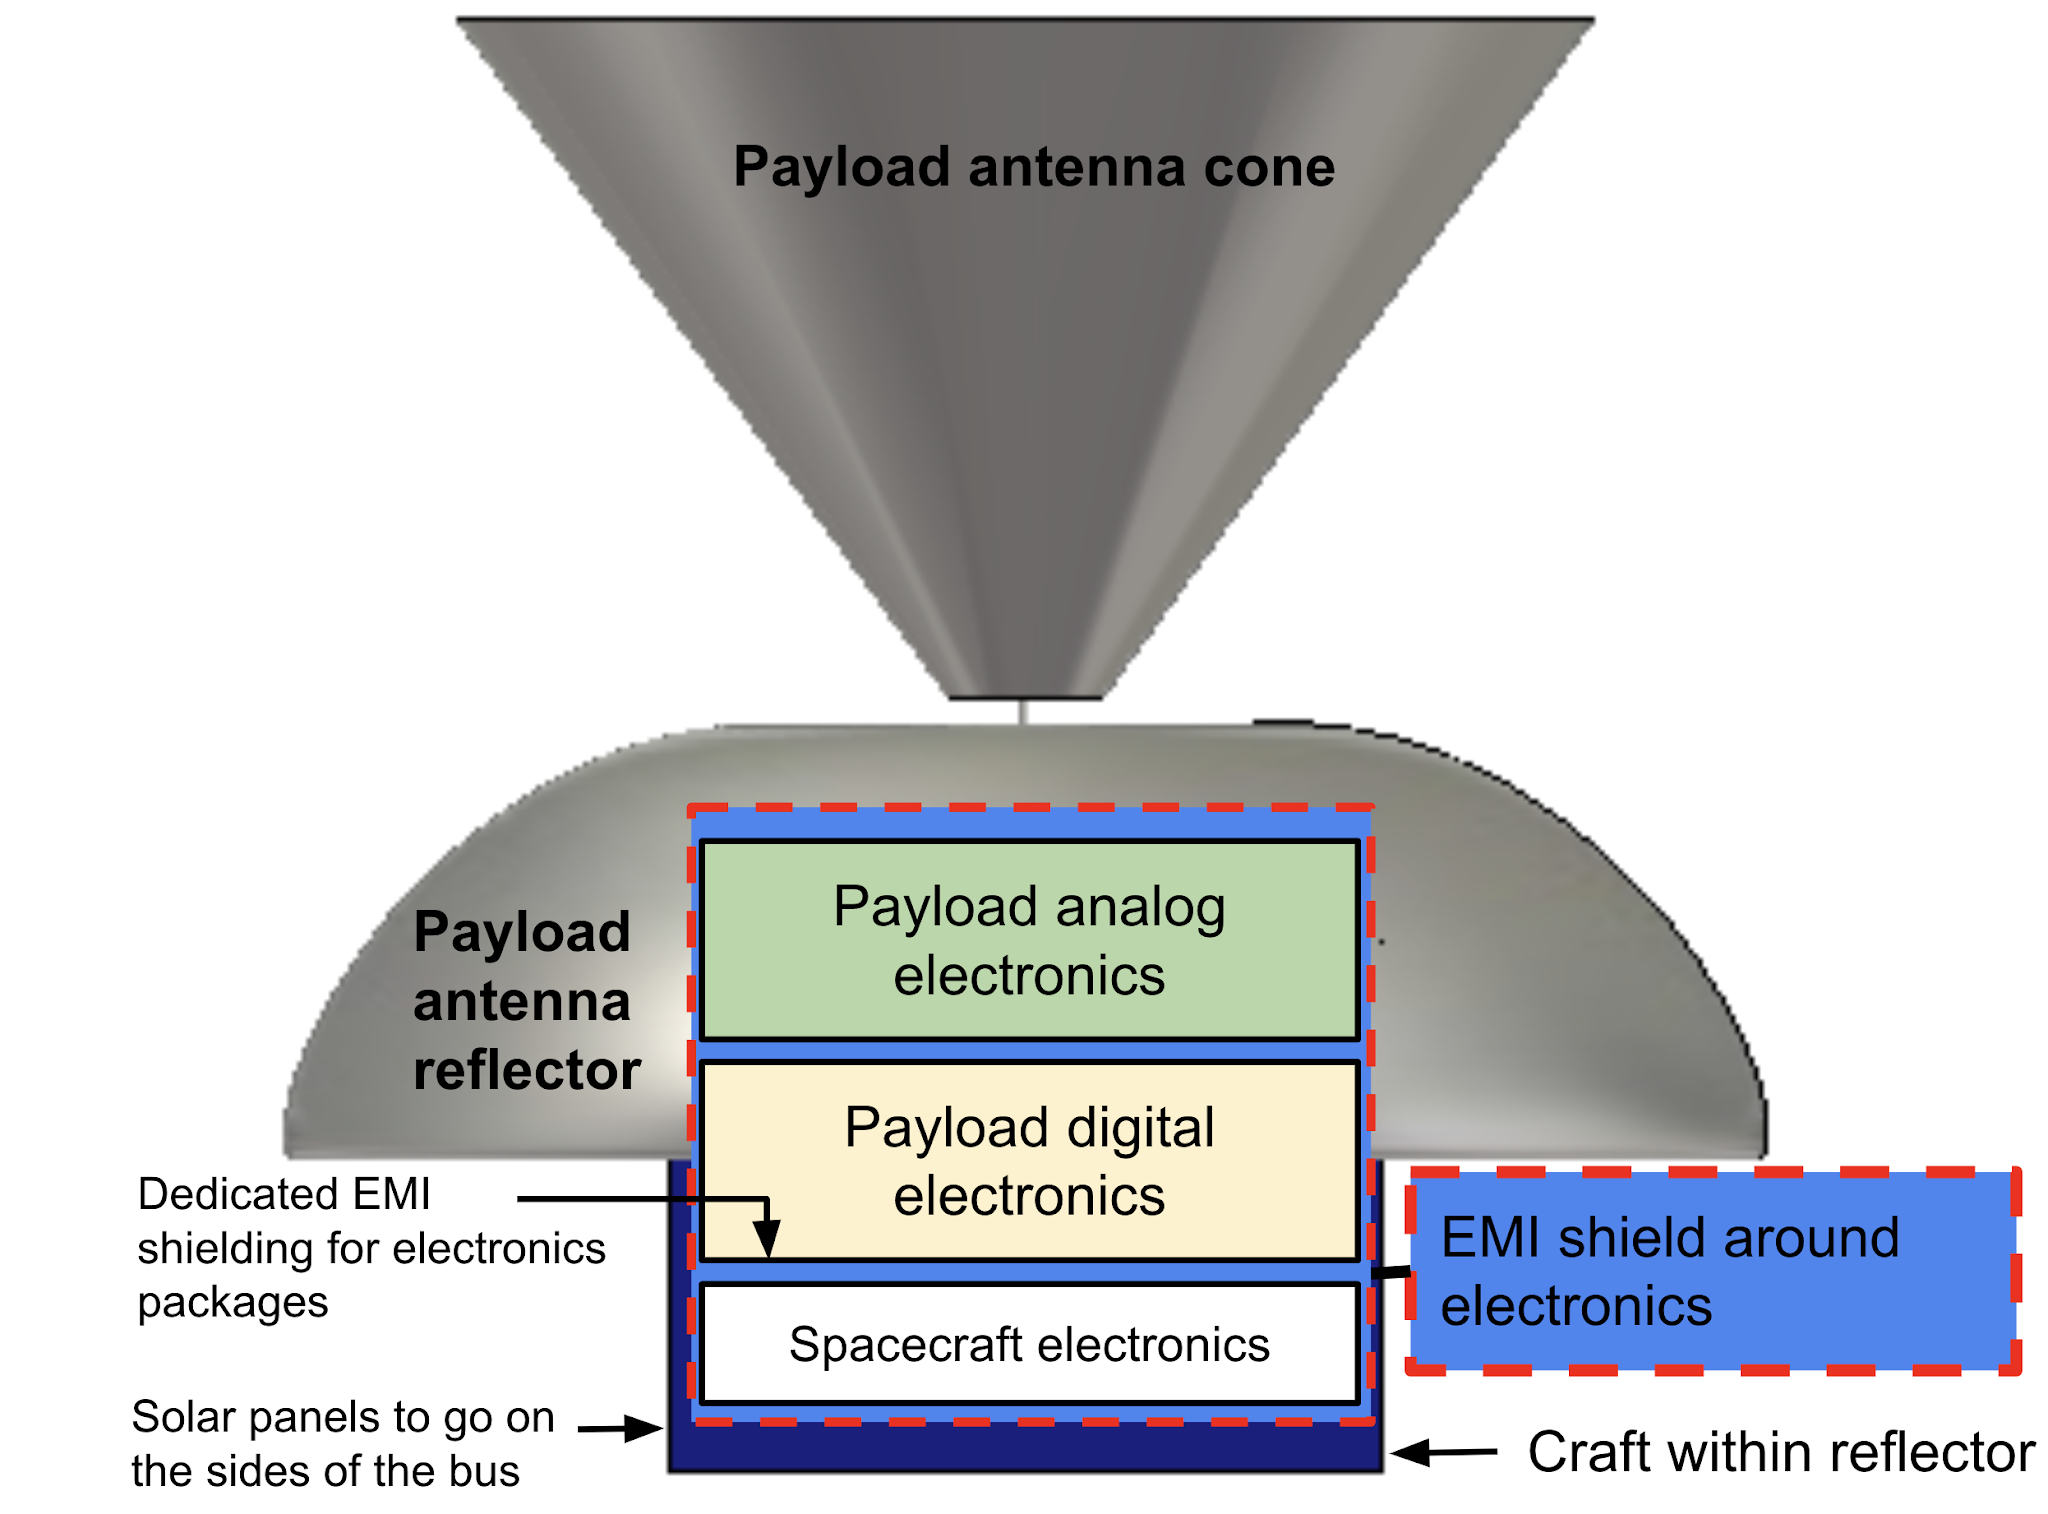 Payload antenna cone
Payload analog
electronics
Payload
antenna
reflector
Payload digital
electronics
Dedicated EMI
shielding for electronics
packages
EMI shield around
electronics
Spacecraft electronics
Solar panels to go on
the sides of the bus
Craft within reflector